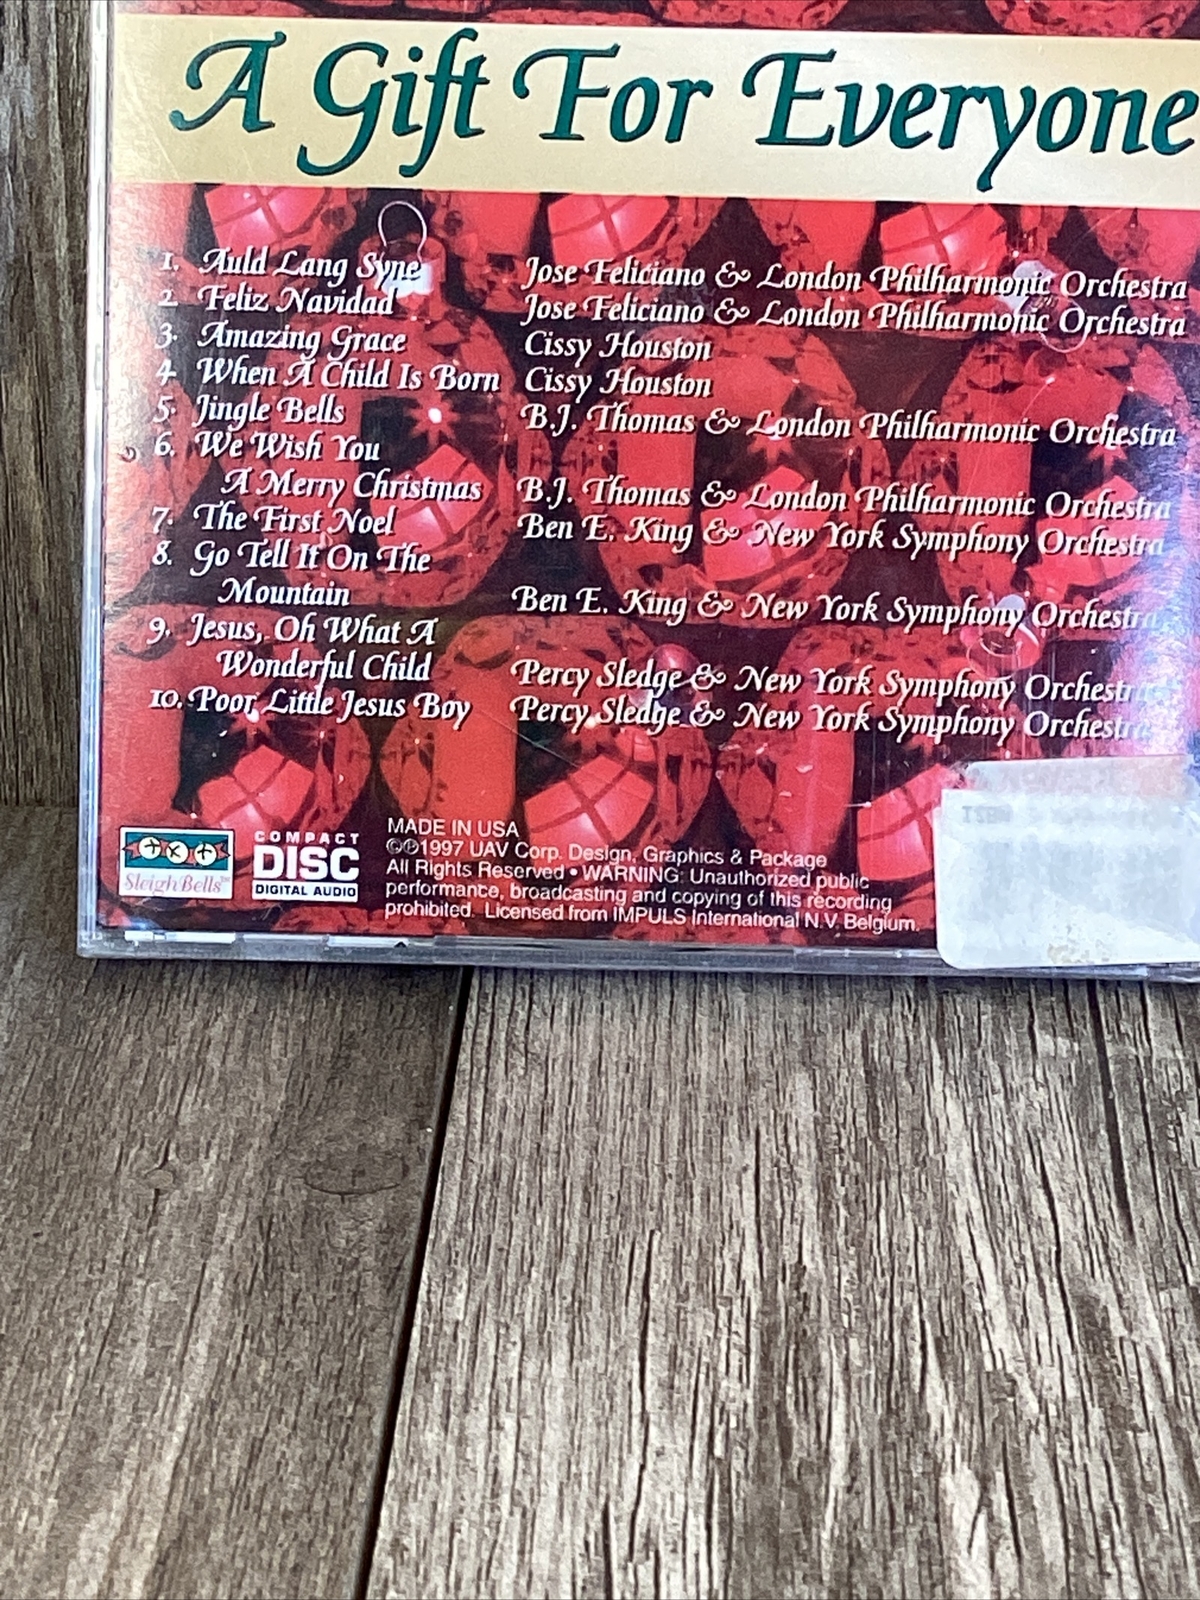 A Gift For Everyone
1. Auld Lang Syne Jose Feliciano & London Philharmonic Orchestra
2. Feliz Navidad Jose Feliciano & London Philharmonic Orchestra
3. Amazing Grace Cissy Houston
4. When A Child Is Born Cissy Houston
5. Jingle Bells B.J. Thomas & London Philharmonic Orchestra
6. We Wish You
A Merry Christmas B.J. Thomas & London Philharmonic Orchestra
7. The First Noel Ben E. King & New York Symphony Orchestra
8. Go Tell It On The
Mountain Ben E. King & New York Symphony Orchestra
9. Jesus, Oh What A
Wonderful Child Percy Sledge & New York Symphony Orchestra
10. Poor Little Jesus Boy Percy Sledge & New York Symphony Orchestra
Sleigh Bells™
COMPACT
DISC
DIGITAL AUDIO
MADE IN USA
©℗1997 UAV Corp. Design, Graphics & Package
All Rights Reserved • WARNING: Unauthorized public
performance, broadcasting and copying of this recording
prohibited. Licensed from IMPULS International N.V. Belgium.